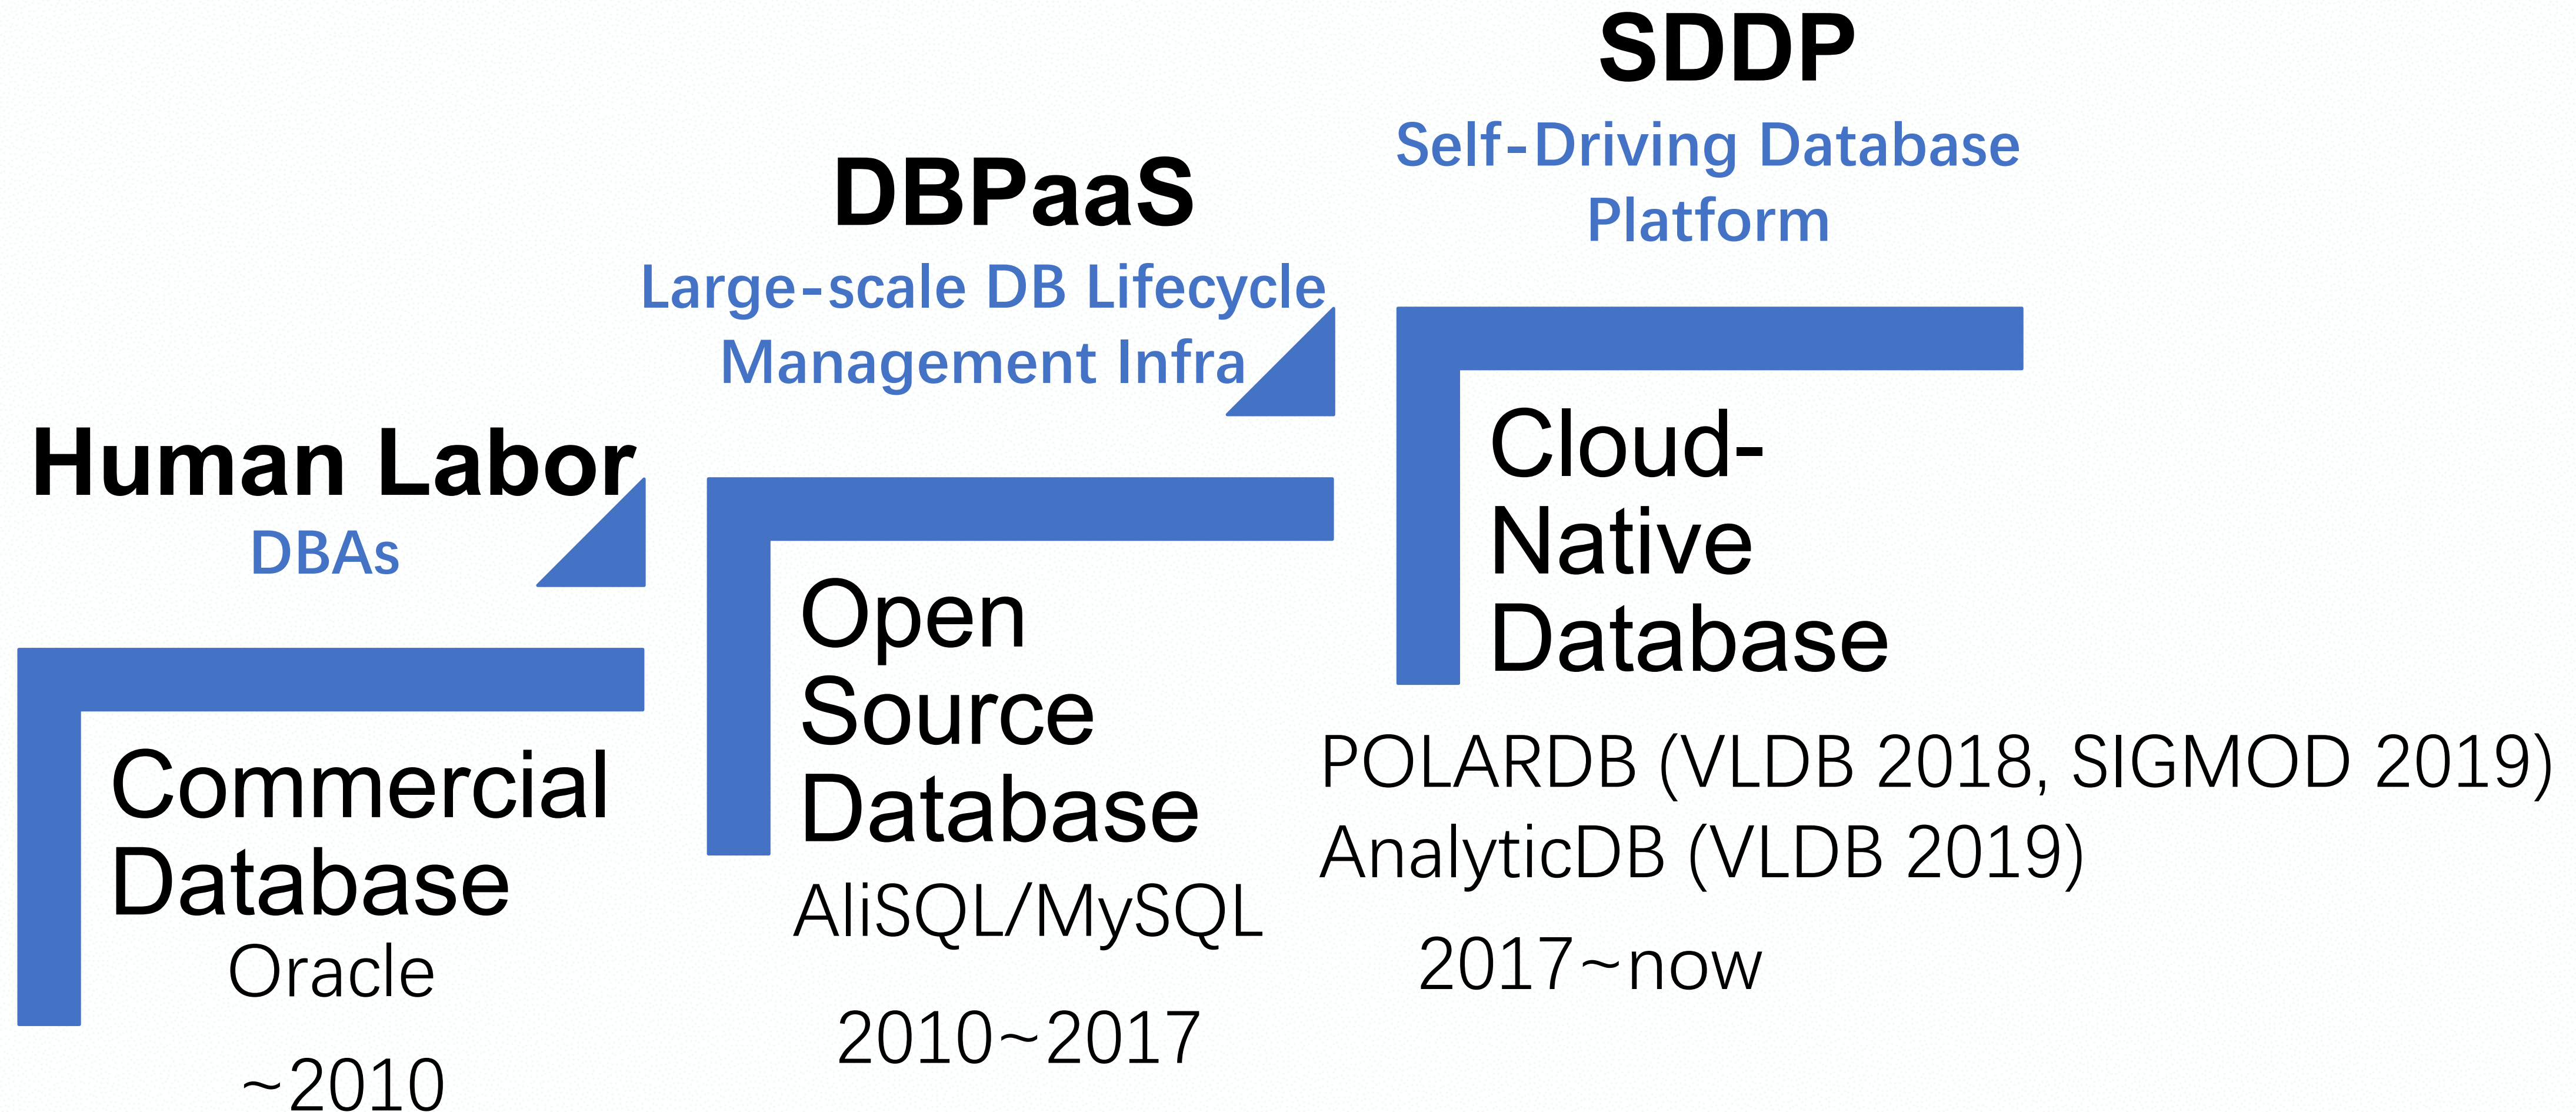 Human Labor
DBAs
Commercial
Database
Oracle
~2010
DBPaaS
Large-scale DB Lifecycle
Management Infra
Open
Source
Database
AliSQL/MySQL
2010~2017
SDDP
Self-Driving Database
Platform
Cloud-
Native
Database
POLARDB (VLDB 2018, SIGMOD 2019)
AnalyticDB (VLDB 2019)
2017~now